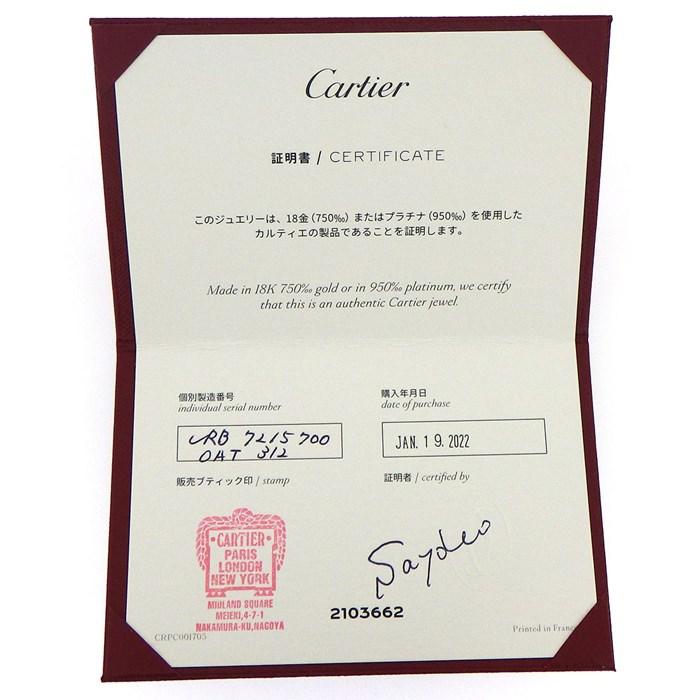 Cartier
証明書 / CERTIFICATE
このジュエリーは、18金(750‰) またはプラチナ(950‰) を使用した
カルティエの製品であることを証明します。
Made in 18K 750‰ gold or in 950‰ platinum, we certify
that this is an authentic Cartier jewel.
個別製造番号
individual serial number
CRB 7215700
OAT 312
購入年月日
date of purchase
JAN. 19. 2022
販売ブティック印 / stamp
証明者 / certified by
CARTIER
PARIS
LONDON
NEW YORK
MIDLAND SQUARE
MEIEKI,4-7-1
NAKAMURA-KU,NAGOYA
2103662
CRPC001705
Printed in France